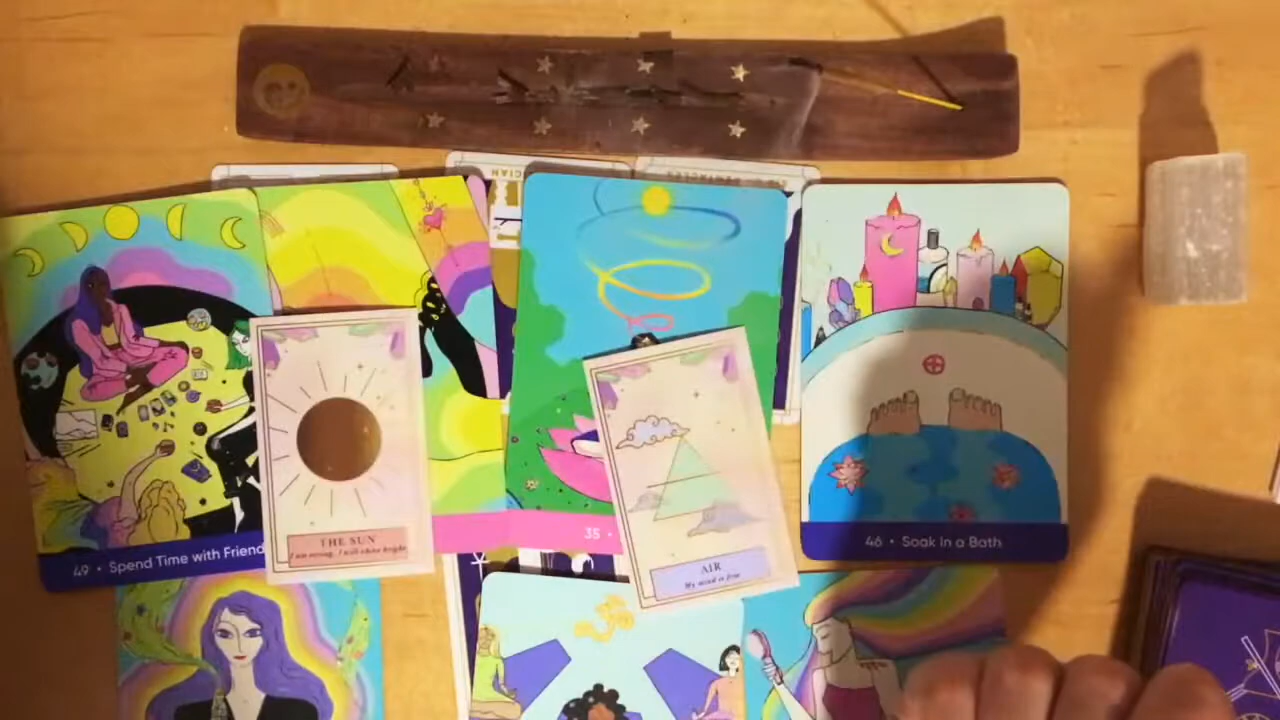 49 • Spend Time with Friend
THE SUN
I am strong. I will shine bright
35 •
AIR
My mind is free
46 • Soak In a Bath